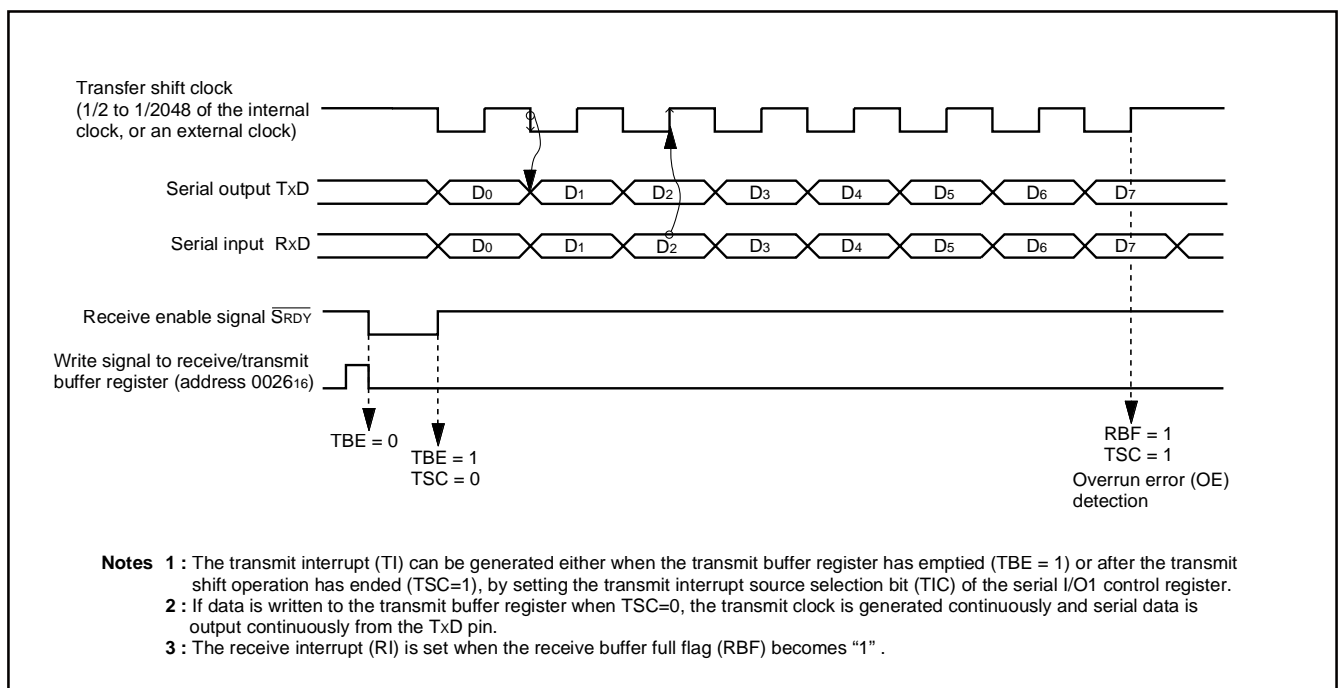 Transfer shift clock
(1/2 to 1/2048 of the internal
clock, or an external clock)
Serial output TxD
D0 D1 D2 D3 D4 D5 D6 D7
Serial input RxD
D0 D1 D2 D3 D4 D5 D6 D7
Receive enable signal SRDY
Write signal to receive/transmit
buffer register (address 002616)
TBE = 0
TBE = 1
TSC = 0
RBF = 1
TSC = 1
Overrun error (OE)
detection
Notes 1 : The transmit interrupt (TI) can be generated either when the transmit buffer register has emptied (TBE = 1) or after the transmit
shift operation has ended (TSC=1), by setting the transmit interrupt source selection bit (TIC) of the serial I/O1 control register.
2 : If data is written to the transmit buffer register when TSC=0, the transmit clock is generated continuously and serial data is
output continuously from the TxD pin.
3 : The receive interrupt (RI) is set when the receive buffer full flag (RBF) becomes “1” .